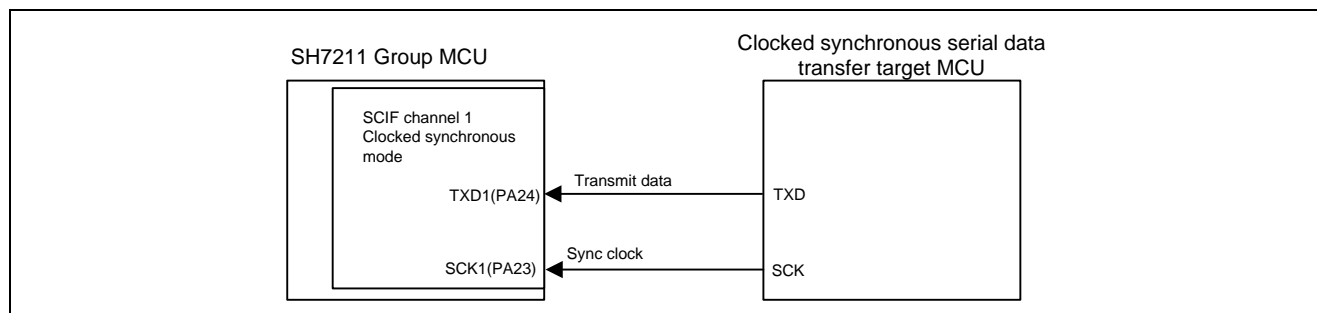 SH7211 Group MCU
Clocked synchronous serial data
transfer target MCU
SCIF channel 1
Clocked synchronous
mode
TXD1(PA24)
Transmit data
TXD
SCK1(PA23)
Sync clock
SCK